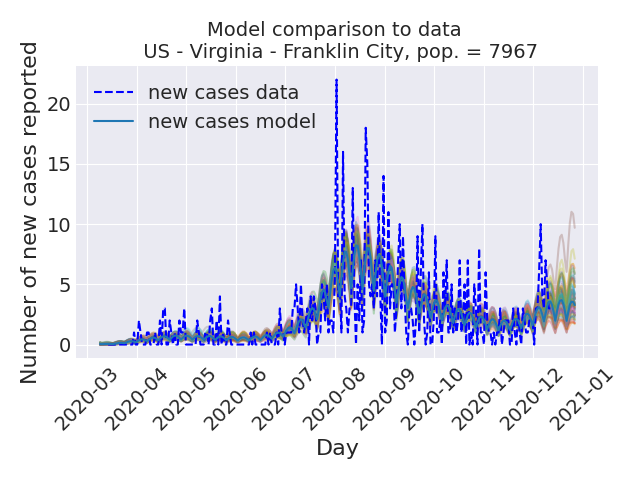 Model comparison to data
US - Virginia - Franklin City, pop. = 7967
Number of new cases reported
20
15
10
5
0
new cases data
new cases model
2020-03
2020-04
2020-05
2020-06
2020-07
2020-08
2020-09
2020-10
2020-11
2020-12
2021-01
Day